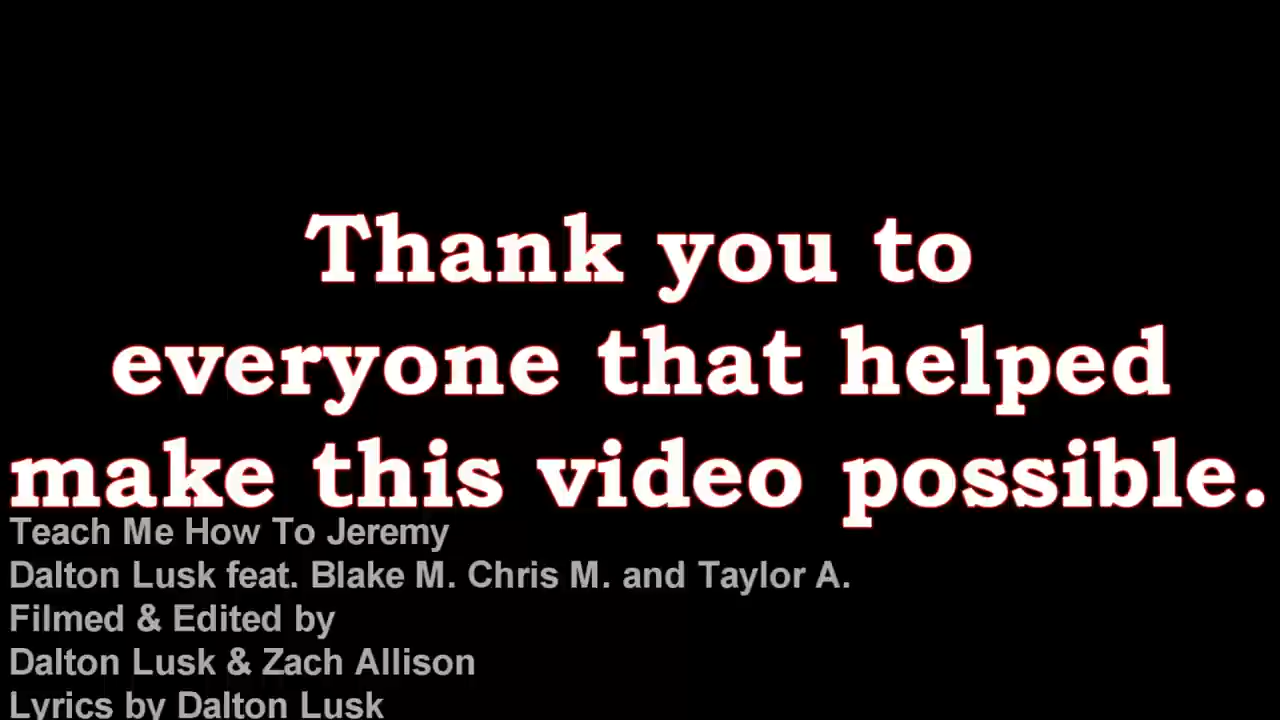 Thank you to
everyone that helped
make this video possible.
Teach Me How To Jeremy
Dalton Lusk feat. Blake M. Chris M. and Taylor A.
Filmed & Edited by
Dalton Lusk & Zach Allison
Lyrics by Dalton Lusk